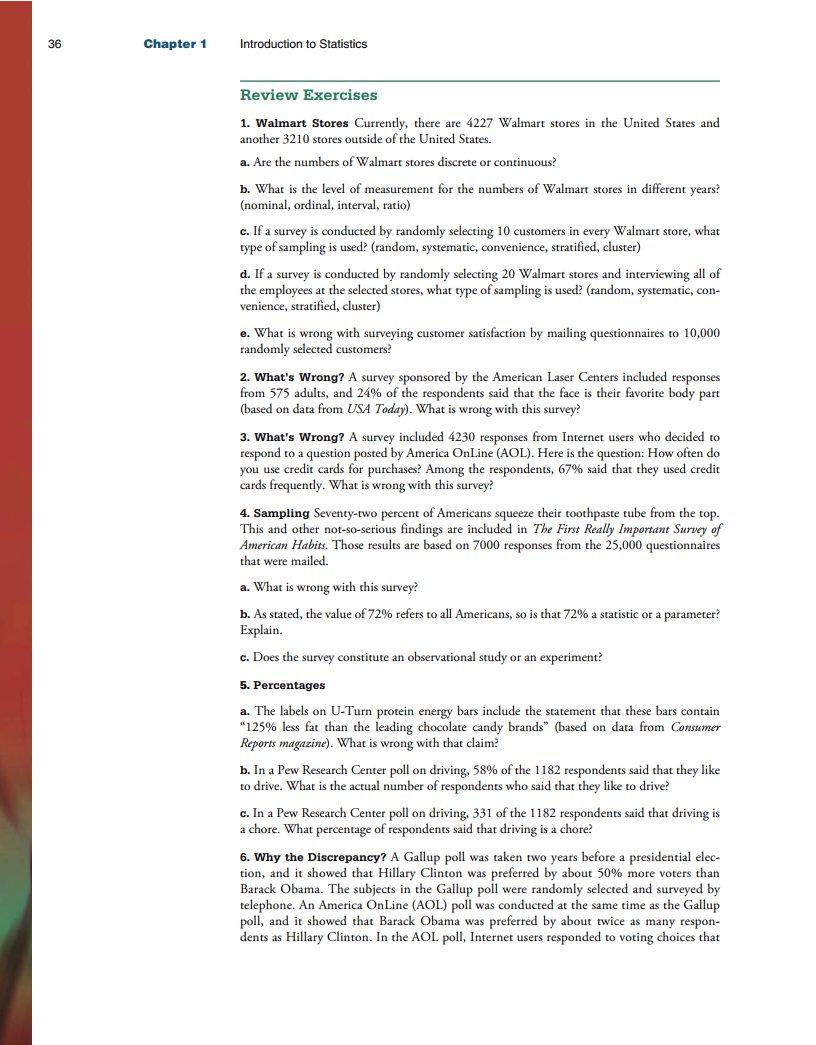 36 Chapter 1 Introduction to Statistics
Review Exercises
1. Walmart Stores Currently, there are 4227 Walmart stores in the United States and
another 3210 stores outside of the United States.
a. Are the numbers of Walmart stores discrete or continuous?
b. What is the level of measurement for the numbers of Walmart stores in different years?
(nominal, ordinal, interval, ratio)
c. If a survey is conducted by randomly selecting 10 customers in every Walmart store, what
type of sampling is used? (random, systematic, convenience, stratified, cluster)
d. If a survey is conducted by randomly selecting 20 Walmart stores and interviewing all of
the employees at the selected stores, what type of sampling is used? (random, systematic, con-
venience, stratified, cluster)
e. What is wrong with surveying customer satisfaction by mailing questionnaires to 10,000
randomly selected customers?
2. What's Wrong? A survey sponsored by the American Laser Centers included responses
from 575 adults, and 24% of the respondents said that the face is their favorite body part
(based on data from USA Today). What is wrong with this survey?
3. What's Wrong? A survey included 4230 responses from Internet users who decided to
respond to a question posted by America OnLine (AOL). Here is the question: How often do
you use credit cards for purchases? Among the respondents, 67% said that they used credit
cards frequently. What is wrong with this survey?
4. Sampling Seventy-two percent of Americans squeeze their toothpaste tube from the top.
This and other not-so-serious findings are included in The First Really Important Survey of
American Habits. Those results are based on 7000 responses from the 25,000 questionnaires
that were mailed.
a. What is wrong with this survey?
b. As stated, the value of 72% refers to all Americans, so is that 72% a statistic or a parameter?
Explain.
c. Does the survey constitute an observational study or an experiment?
5. Percentages
a. The labels on U-Turn protein energy bars include the statement that these bars contain
“125% less fat than the leading chocolate candy brands” (based on data from Consumer
Reports magazine). What is wrong with that claim?
b. In a Pew Research Center poll on driving, 58% of the 1182 respondents said that they like
to drive. What is the actual number of respondents who said that they like to drive?
c. In a Pew Research Center poll on driving, 331 of the 1182 respondents said that driving is
a chore. What percentage of respondents said that driving is a chore?
6. Why the Discrepancy? A Gallup poll was taken two years before a presidential elec-
tion, and it showed that Hillary Clinton was preferred by about 50% more voters than
Barack Obama. The subjects in the Gallup poll were randomly selected and surveyed by
telephone. An America OnLine (AOL) poll was conducted at the same time as the Gallup
poll, and it showed that Barack Obama was preferred by about twice as many respon-
dents as Hillary Clinton. In the AOL poll, Internet users responded to voting choices that